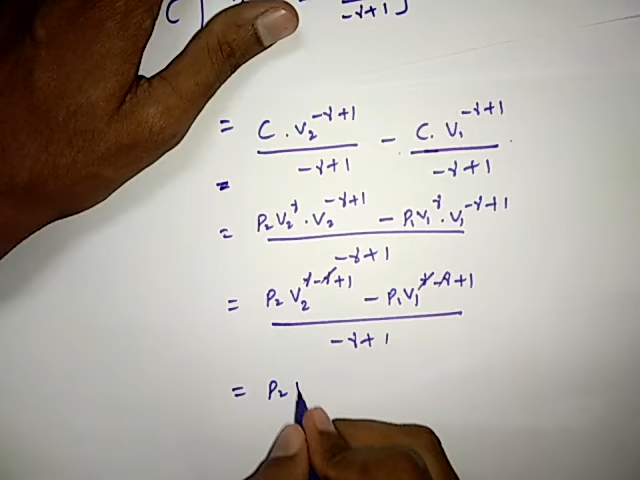 C [ -γ+1 ]
= C . V₂^(-γ+1) / (-γ+1) - C . V₁^(-γ+1) / (-γ+1)
=
= (P₂V₂^γ . V₂^(-γ+1) - P₁V₁^γ . V₁^(-γ+1)) / (-γ+1)
= (P₂V₂^(γ-γ+1) - P₁V₁^(γ-γ+1)) / (-γ+1)
= P₂